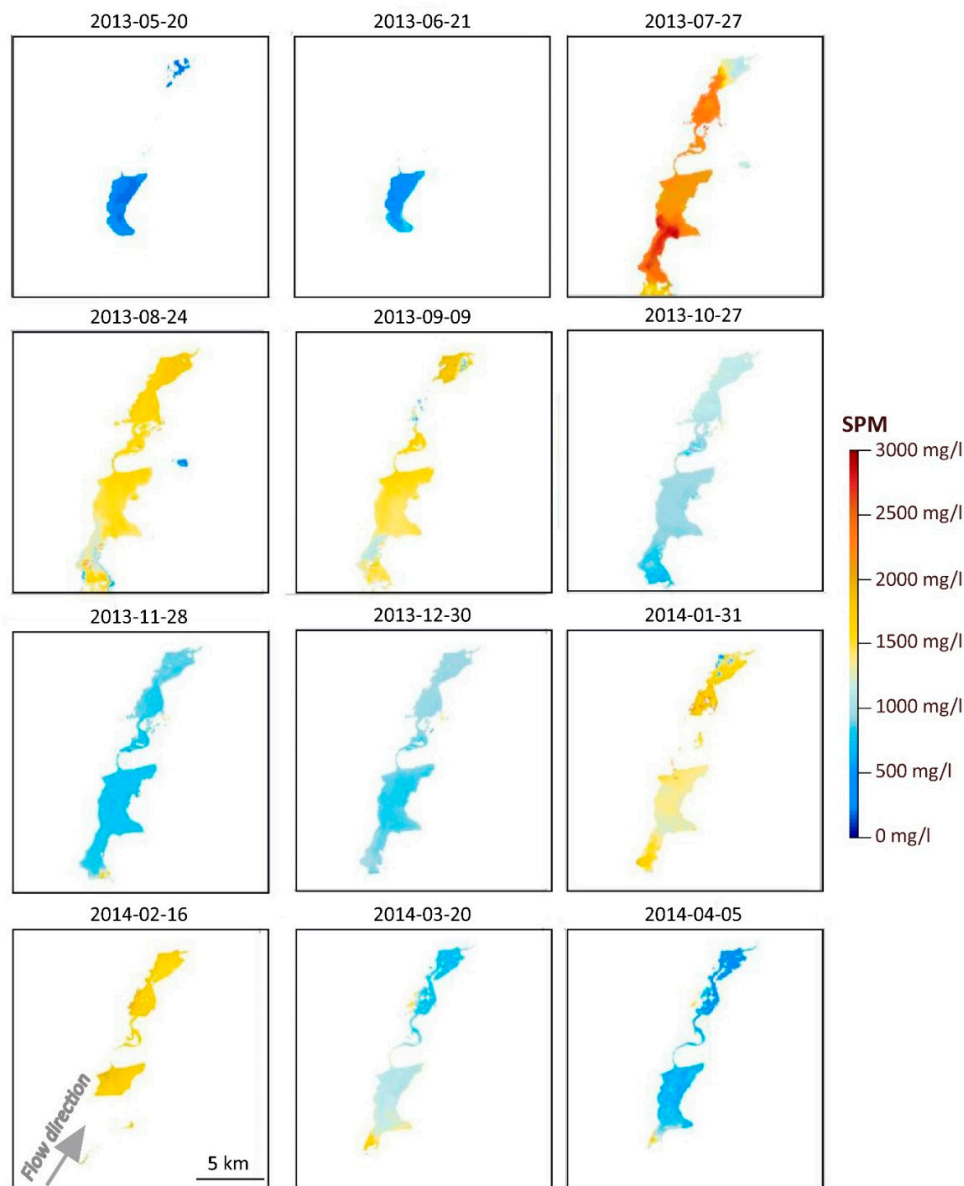 2013-05-20
2013-06-21
2013-07-27
2013-08-24
2013-09-09
2013-10-27
SPM
3000 mg/l
2500 mg/l
2000 mg/l
1500 mg/l
1000 mg/l
500 mg/l
0 mg/l
2013-11-28
2013-12-30
2014-01-31
2014-02-16
2014-03-20
2014-04-05
Flow direction
5 km